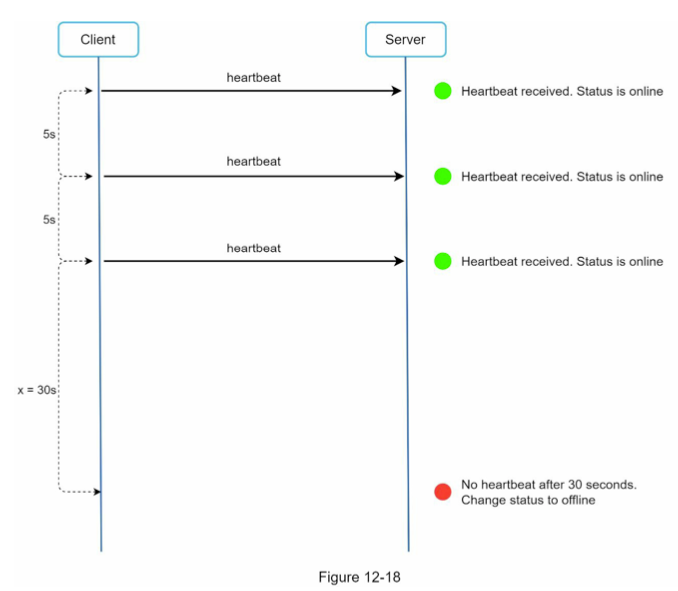 Client
Server
heartbeat
Heartbeat received. Status is online
5s
heartbeat
Heartbeat received. Status is online
5s
heartbeat
Heartbeat received. Status is online
x = 30s
No heartbeat after 30 seconds.
Change status to offline
Figure 12-18